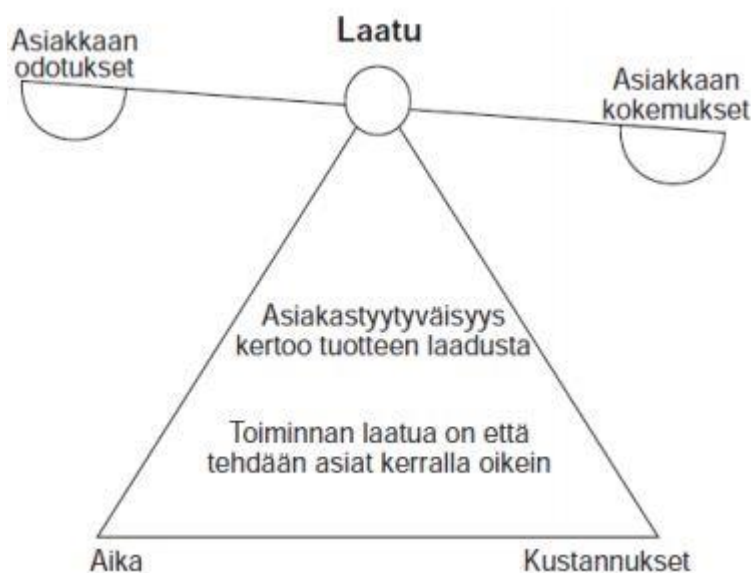 Laatu
Asiakkaan
odotukset
Asiakkaan
kokemukset
Asiakastyytyväisyys
kertoo tuotteen laadusta
Toiminnan laatua on että
tehdään asiat kerralla oikein
Aika
Kustannukset